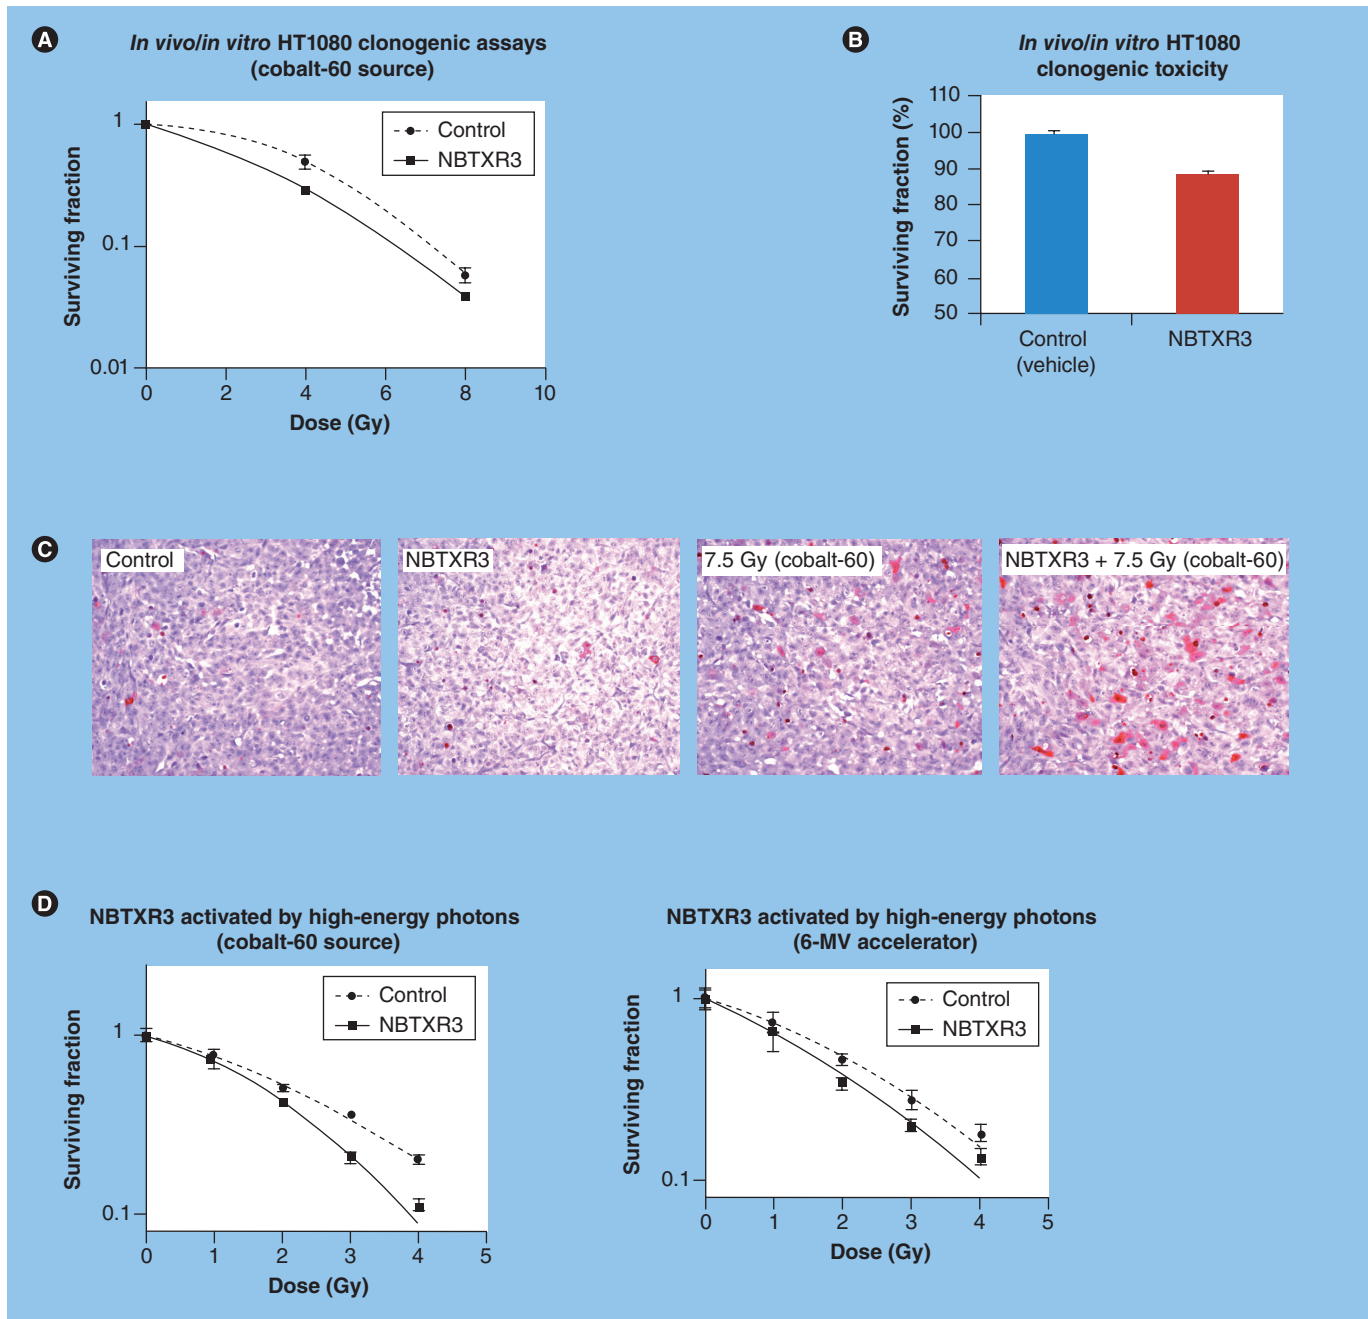 A
In vivo/in vitro HT1080 clonogenic assays
(cobalt-60 source)
Surviving fraction
1
0.1
0.01
Control
NBTXR3
0 2 4 6 8 10
Dose (Gy)
B
In vivo/in vitro HT1080
clonogenic toxicity
Surviving fraction (%)
110
100
90
80
70
60
50
Control
(vehicle)
NBTXR3
C
Control
NBTXR3
7.5 Gy (cobalt-60)
NBTXR3 + 7.5 Gy (cobalt-60)
D
NBTXR3 activated by high-energy photons
(cobalt-60 source)
Surviving fraction
1
0.1
Control
NBTXR3
0 1 2 3 4 5
Dose (Gy)
NBTXR3 activated by high-energy photons
(6-MV accelerator)
Surviving fraction
1
0.1
Control
NBTXR3
0 1 2 3 4 5
Dose (Gy)